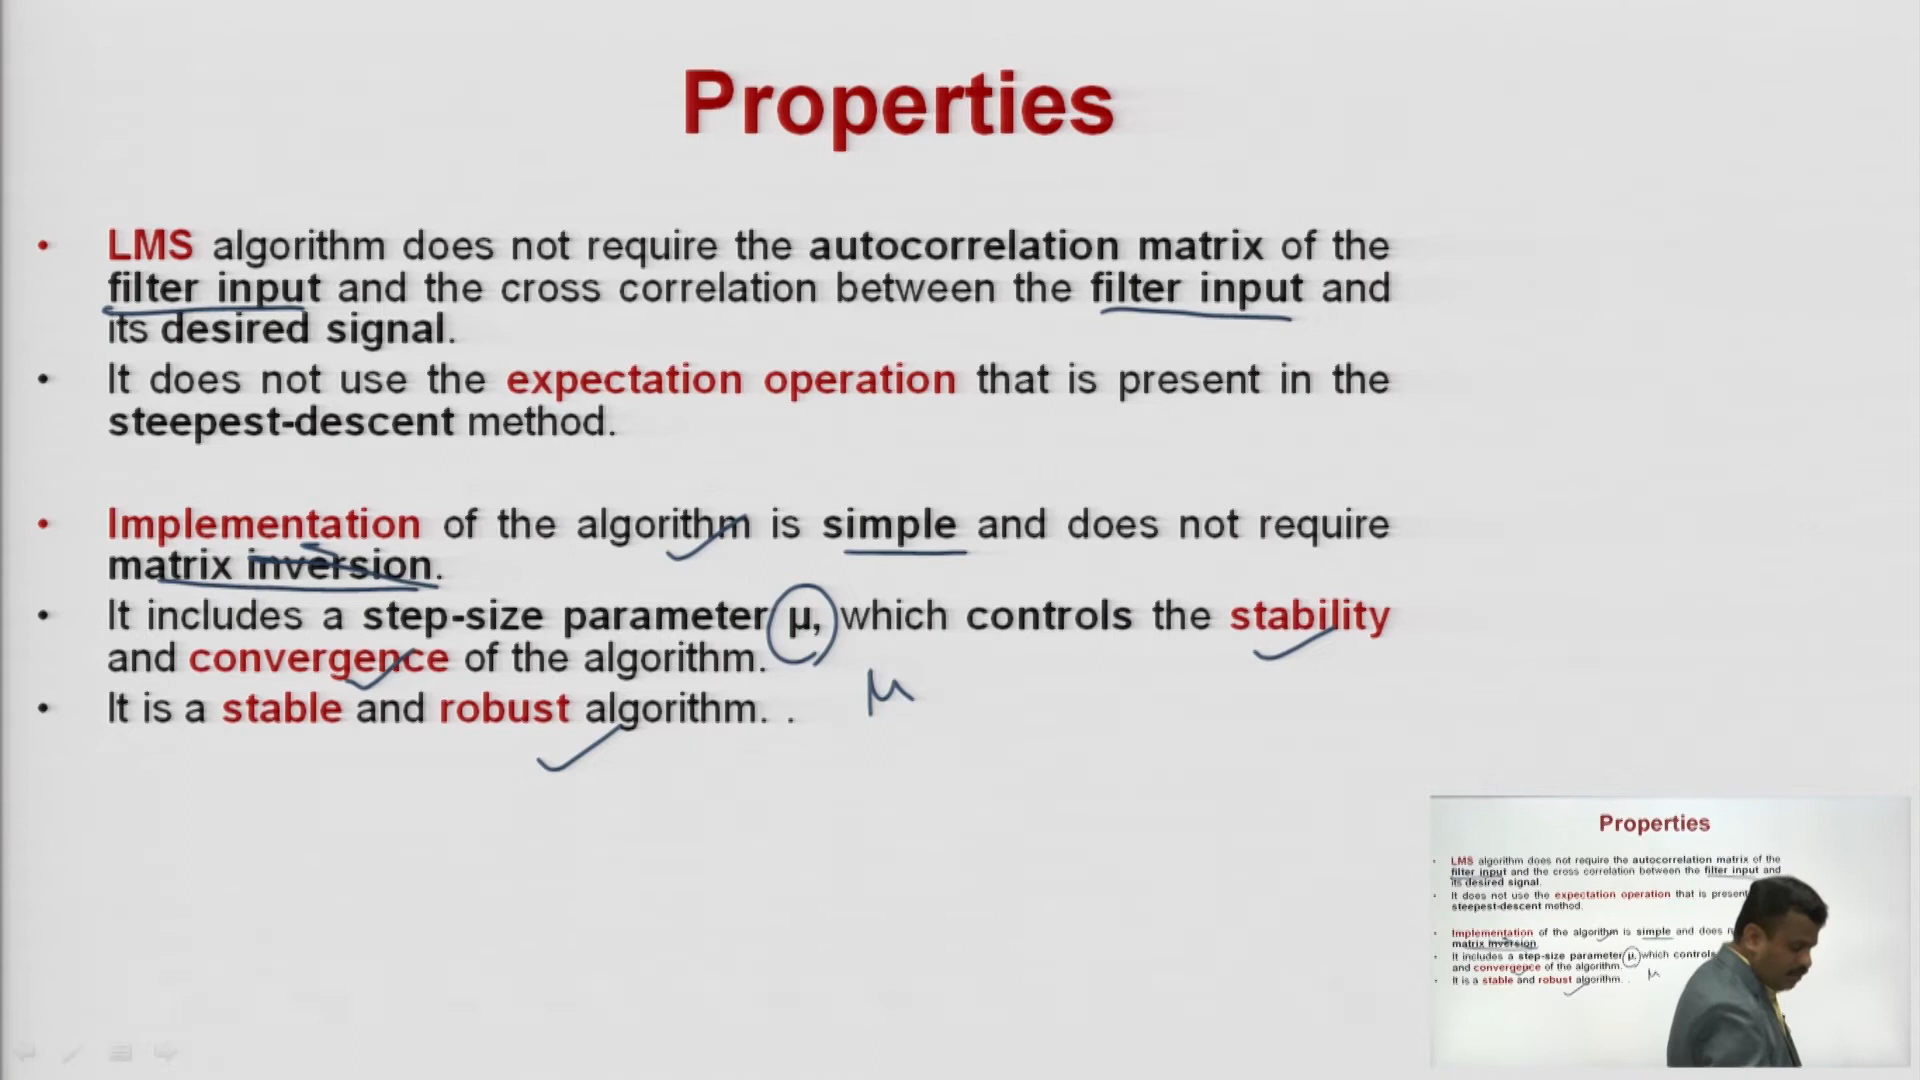 Properties
• LMS algorithm does not require the autocorrelation matrix of the
filter input and the cross correlation between the filter input and
its desired signal.
• It does not use the expectation operation that is present in the
steepest-descent method.
• Implementation of the algorithm is simple and does not require
matrix inversion.
• It includes a step-size parameter μ, which controls the stability
and convergence of the algorithm.
• It is a stable and robust algorithm. .
μ
Properties
• LMS algorithm does not require the autocorrelation matrix of the
filter input and the cross correlation between the filter input and
its desired signal.
• It does not use the expectation operation that is present
steepest-descent method.
• Implementation of the algorithm is simple and does
matrix inversion.
• It includes a step-size parameter μ, which controls
and convergence of the algorithm.
• It is a stable and robust algorithm. .
μ